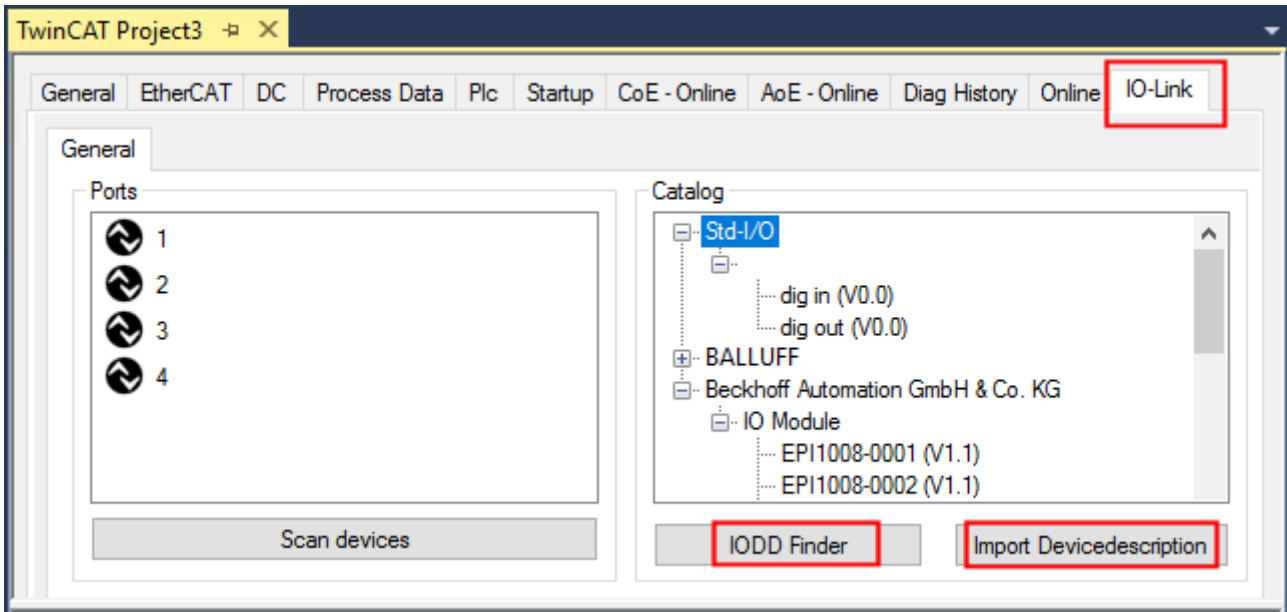 TwinCAT Project3
General EtherCAT DC Process Data Plc Startup CoE - Online AoE - Online Diag History Online IO-Link
General
Ports
1
2
3
4
Scan devices
Catalog
Std-I/O
dig in (V0.0)
dig out (V0.0)
BALLUFF
Beckhoff Automation GmbH & Co. KG
IO Module
EPI1008-0001 (V1.1)
EPI1008-0002 (V1.1)
IODD Finder
Import Devicedescription